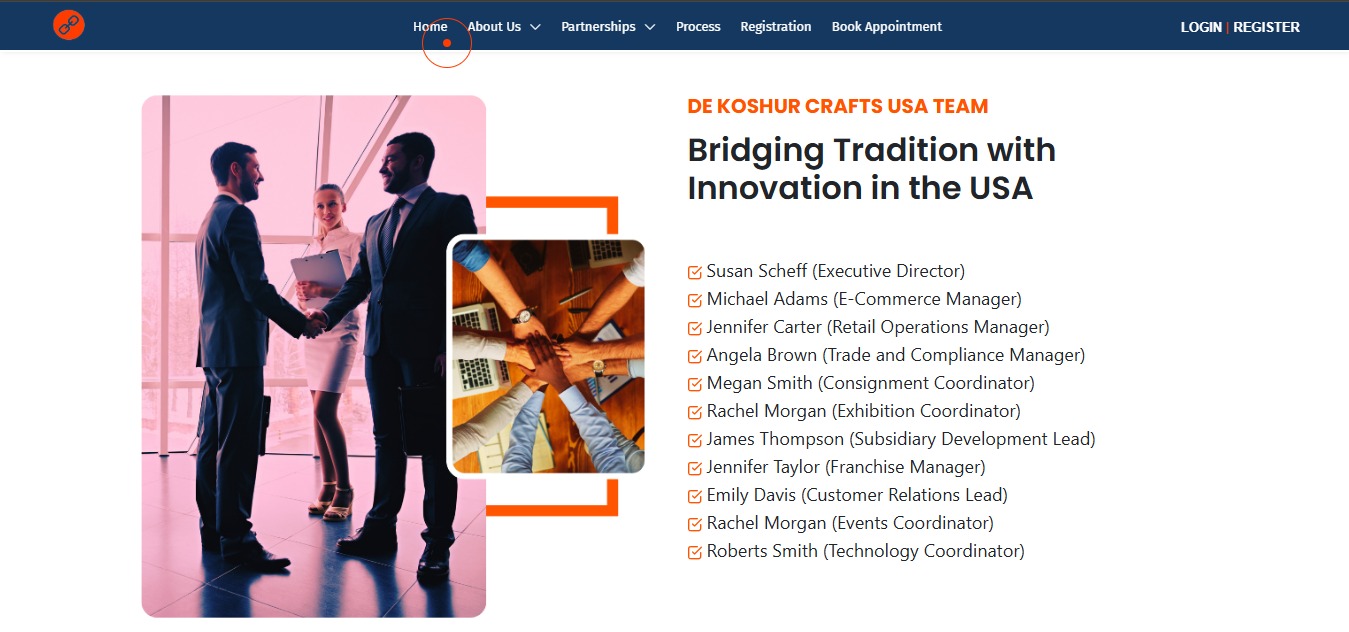 Home About Us Partnerships Process Registration Book Appointment LOGIN | REGISTER
DE KOSHUR CRAFTS USA TEAM
Bridging Tradition with
Innovation in the USA
Susan Scheff (Executive Director)
Michael Adams (E-Commerce Manager)
Jennifer Carter (Retail Operations Manager)
Angela Brown (Trade and Compliance Manager)
Megan Smith (Consignment Coordinator)
Rachel Morgan (Exhibition Coordinator)
James Thompson (Subsidiary Development Lead)
Jennifer Taylor (Franchise Manager)
Emily Davis (Customer Relations Lead)
Rachel Morgan (Events Coordinator)
Roberts Smith (Technology Coordinator)